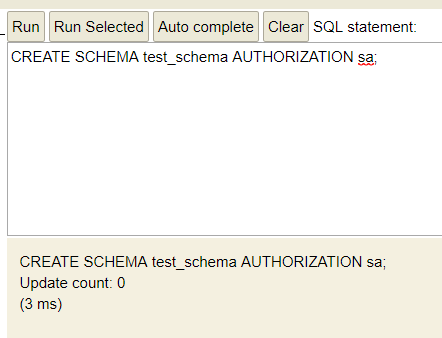 Run Run Selected Auto complete Clear SQL statement:
CREATE SCHEMA test_schema AUTHORIZATION sa;
CREATE SCHEMA test_schema AUTHORIZATION sa;
Update count: 0
(3 ms)